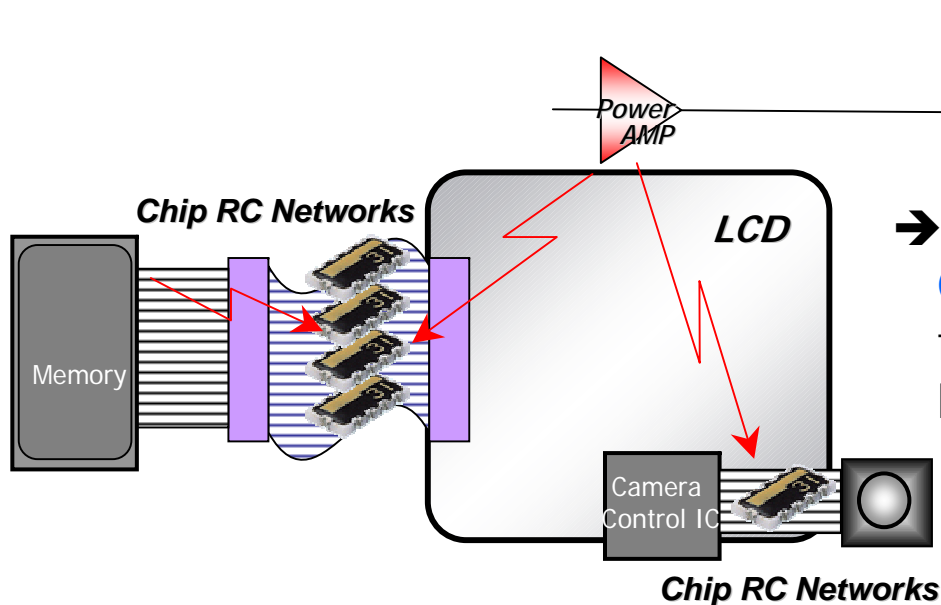 Power
AMP
Chip RC Networks
LCD
Memory
Camera
Control IC
Chip RC Networks